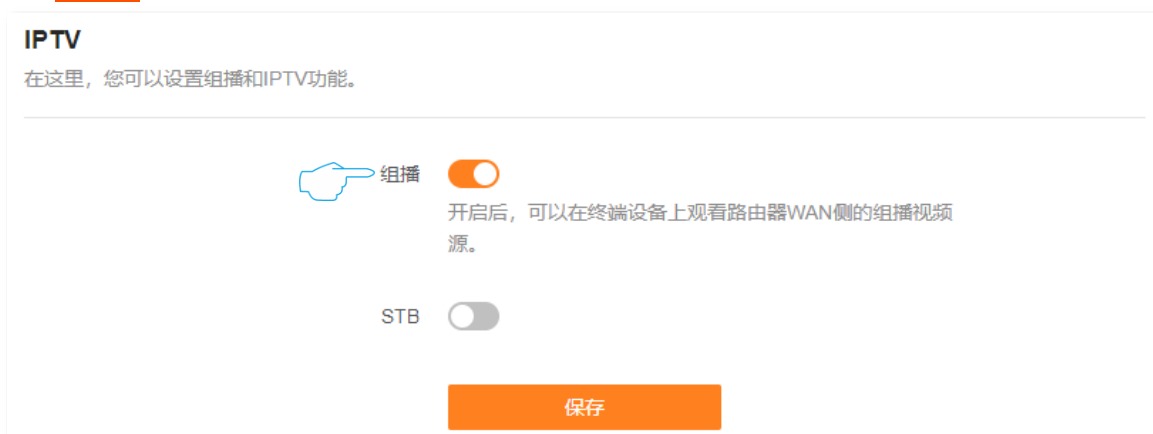 IPTV
在这里，您可以设置组播和IPTV功能。
组播
开启后，可以在终端设备上观看路由器WAN侧的组播视频
源。
STB
保存